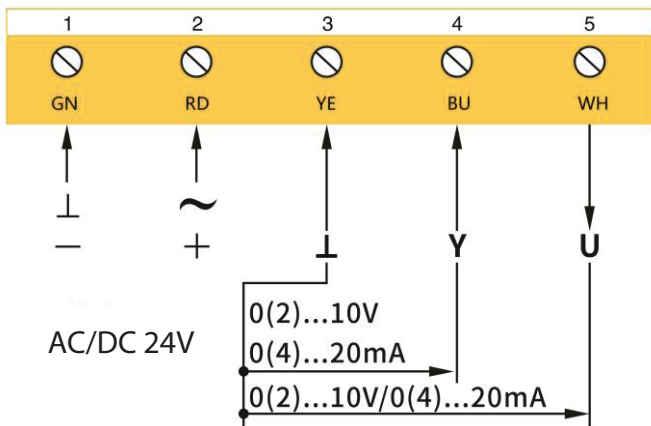 1 2 3 4 5
GN RD YE BU WH
⊥ ~ ⊥ Y U
− +
0(2)...10V
AC/DC 24V
0(4)...20mA
0(2)...10V/0(4)...20mA